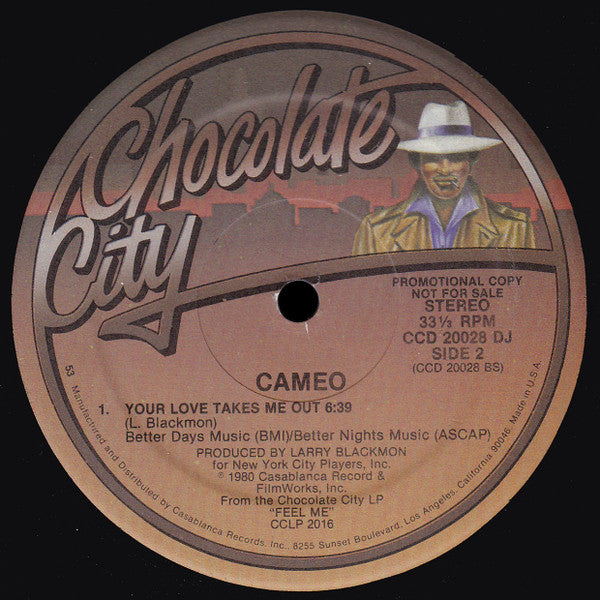 Chocolate
City
PROMOTIONAL COPY
NOT FOR SALE
STEREO
33⅓ RPM
CCD 20028 DJ
SIDE 2
(CCD 20028 BS)
CAMEO
1. YOUR LOVE TAKES ME OUT 6:39
(L. Blackmon)
Better Days Music (BMI)/Better Nights Music (ASCAP)
PRODUCED BY LARRY BLACKMON
for New York City Players, Inc.
℗ 1980 Casablanca Record &
FilmWorks, Inc.
From the Chocolate City LP
"FEEL ME"
CCLP 2016
53 Manufactured and Distributed by Casablanca Records, Inc., 8255 Sunset Boulevard, Los Angeles, California 90046 Made in U.S.A.